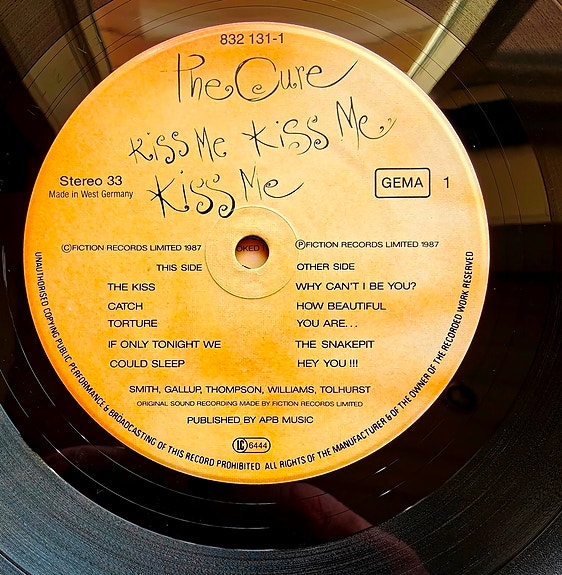 832 131-1
The Cure
Kiss Me Kiss Me
Kiss Me
Stereo 33
Made in West Germany
GEMA 1
Ⓒ FICTION RECORDS LIMITED 1987
THIS SIDE
THE KISS
CATCH
TORTURE
IF ONLY TONIGHT WE
COULD SLEEP
Ⓟ FICTION RECORDS LIMITED 1987
OTHER SIDE
WHY CAN'T I BE YOU?
HOW BEAUTIFUL
YOU ARE...
THE SNAKEPIT
HEY YOU !!!
SMITH, GALLUP, THOMPSON, WILLIAMS, TOLHURST
ORIGINAL SOUND RECORDING MADE BY FICTION RECORDS LIMITED
PUBLISHED BY APB MUSIC
LC 6444
UNAUTHORISED COPYING PUBLIC PERFORMANCE & BROADCASTING OF THIS RECORD PROHIBITED ALL RIGHTS OF THE MANUFACTURER & OF THE OWNER OF THE RECORDED WORK RESERVED